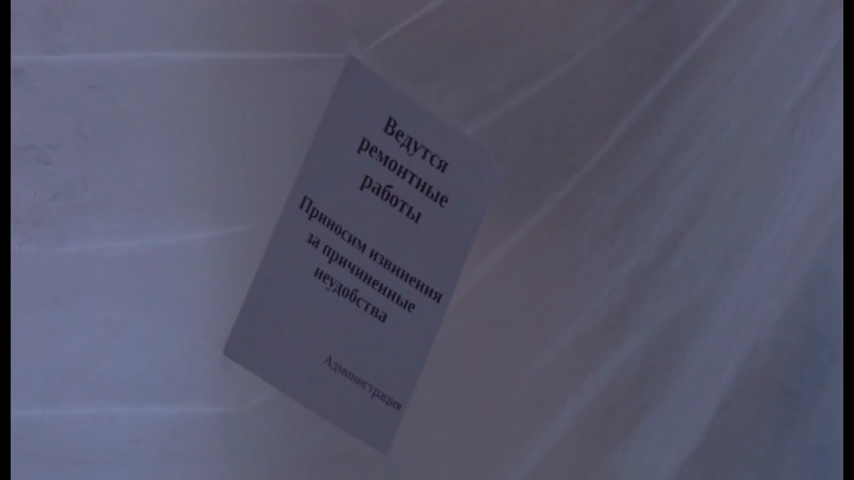 Ведутся
ремонтные
работы
Приносим извинения
за причиненные
неудобства
Администрация